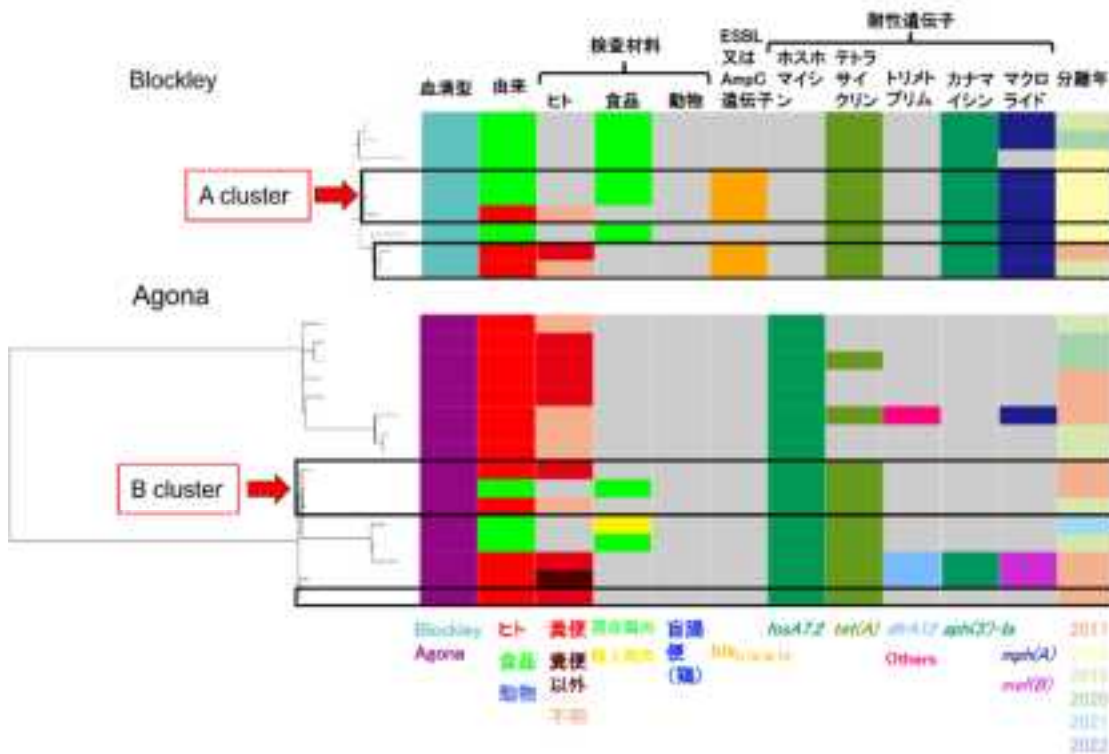 耐性遺伝子
検査材料
ESBL
又は
AmpC
遺伝子
ホスホ
マイシ
ン
テトラ
サイ
クリン
トリメト
プリム
カナマ
イシン
マクロ
ライド
分離年
Blockley
血清型
由来
ヒト
食品
動物
A cluster
Agona
B cluster
Blockley
Agona
ヒト
食品
動物
糞便
糞便
以外
不明
盲腸
便
(鶏)
fosA7.2
tet(A)
Others
aph(3')-Ia
mph(A)
mef(B)
2017
2020
2021
2022